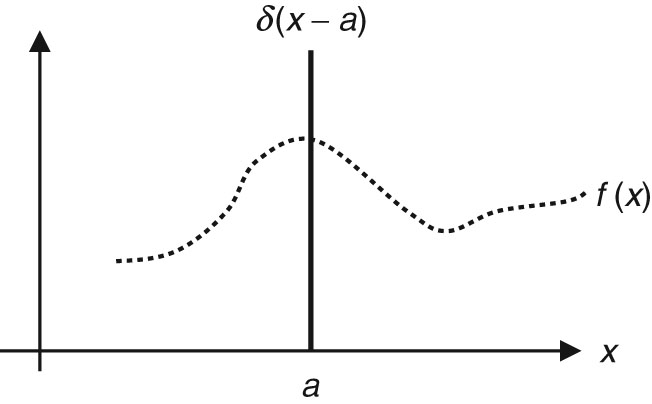 δ(x – a)
f (x)
x
a